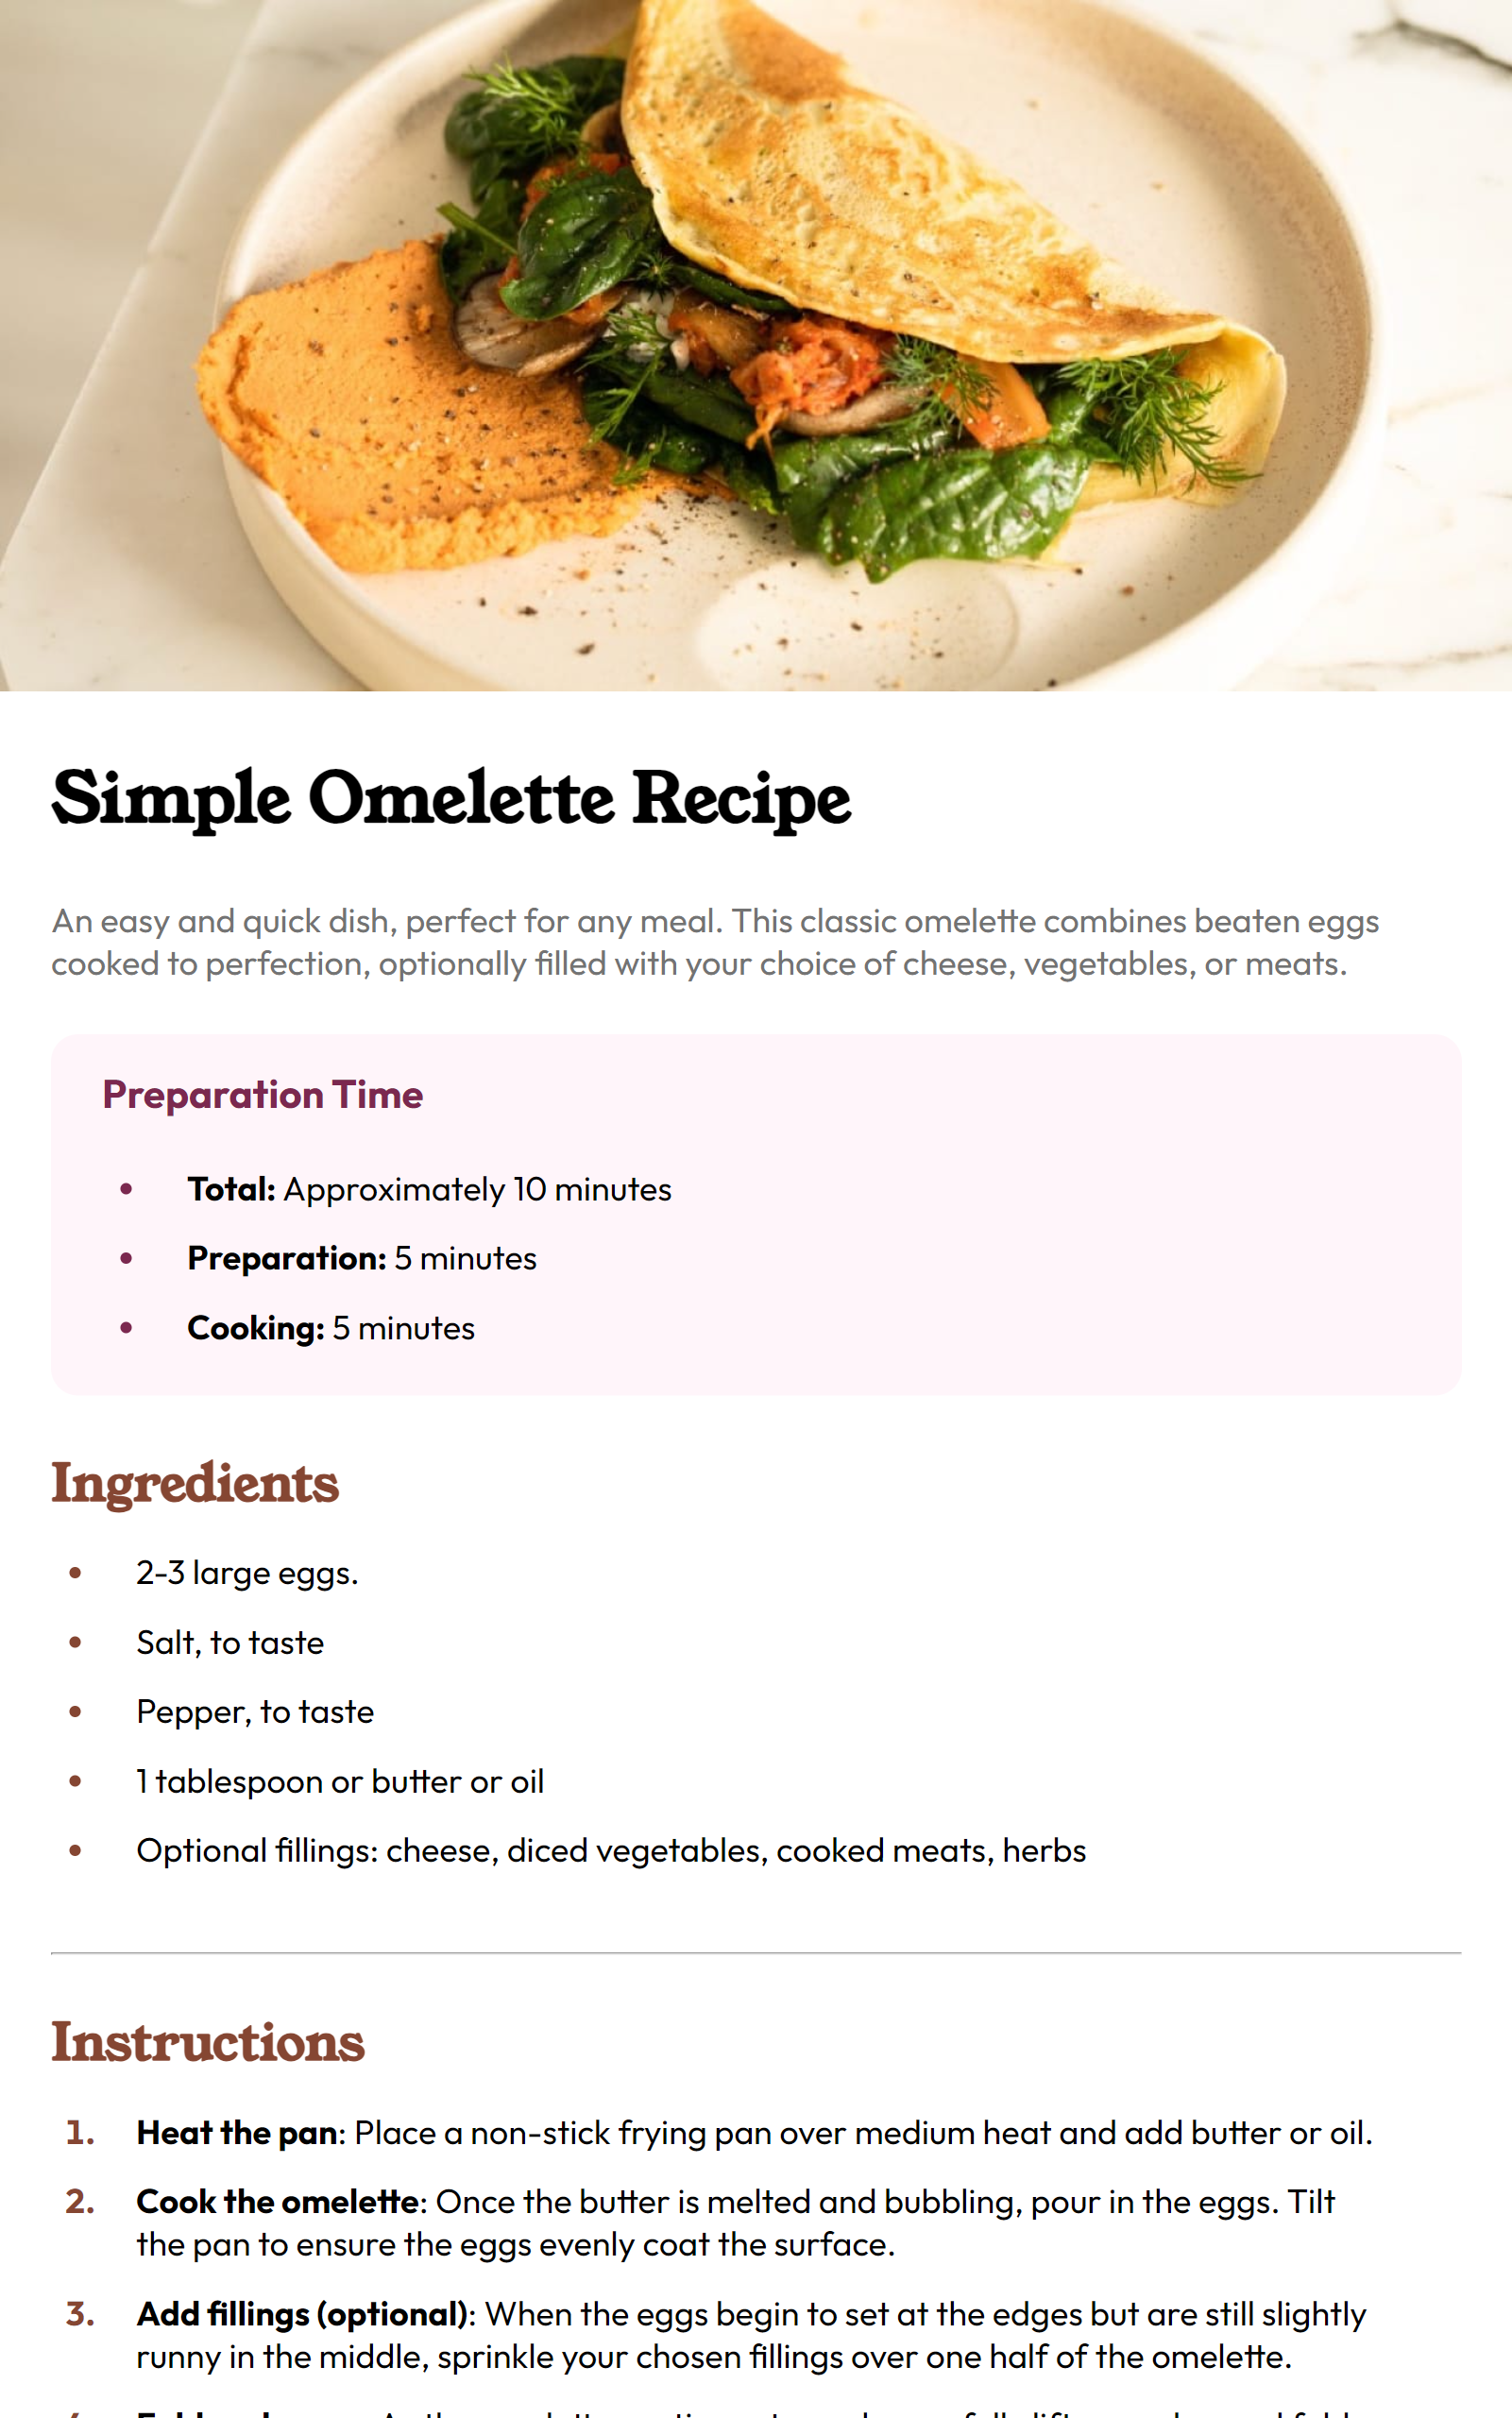 Simple Omelette Recipe
An easy and quick dish, perfect for any meal. This classic omelette combines beaten eggs
cooked to perfection, optionally filled with your choice of cheese, vegetables, or meats.
Preparation Time
• Total: Approximately 10 minutes
• Preparation: 5 minutes
• Cooking: 5 minutes
Ingredients
• 2-3 large eggs.
• Salt, to taste
• Pepper, to taste
• 1 tablespoon or butter or oil
• Optional fillings: cheese, diced vegetables, cooked meats, herbs
Instructions
1. Heat the pan: Place a non-stick frying pan over medium heat and add butter or oil.
2. Cook the omelette: Once the butter is melted and bubbling, pour in the eggs. Tilt
the pan to ensure the eggs evenly coat the surface.
3. Add fillings (optional): When the eggs begin to set at the edges but are still slightly
runny in the middle, sprinkle your chosen fillings over one half of the omelette.